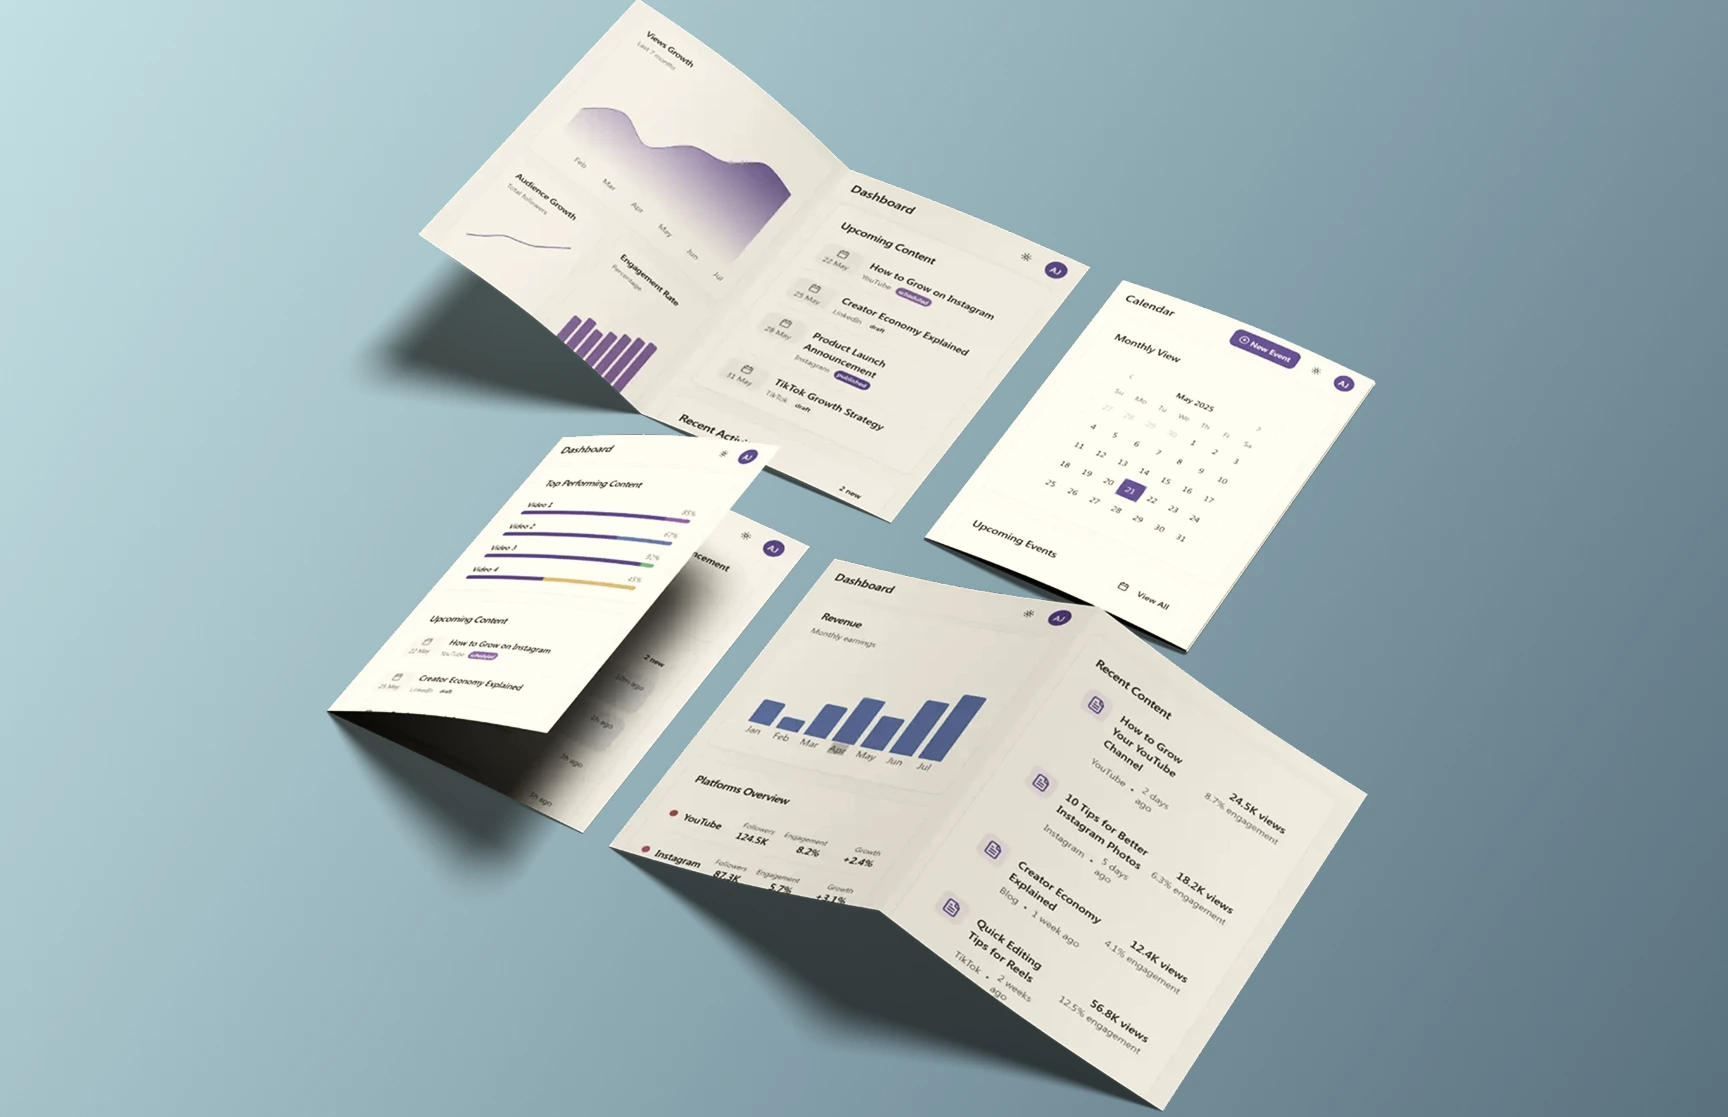 Views Growth
Last 7 months
Feb
Mar
Apr
May
Jun
Jul
Audience Growth
Total followers
Engagement Rate
Percentage
Dashboard
AJ
Upcoming Content
22 May
How to Grow on Instagram
YouTube scheduled
25 May
Creator Economy Explained
LinkedIn draft
28 May
Product Launch
Announcement
Instagram published
31 May
TikTok Growth Strategy
TikTok draft
Recent Activi
2 new
Calendar
New Event
AJ
Monthly View
May 2025
Su Mo Tu We Th Fr Sa
27 28 29 30 1 2 3
4 5 6 7 8 9 10
11 12 13 14 15 16 17
18 19 20 21 22 23 24
25 26 27 28 29 30 31
Upcoming Events
View All
Dashboard
AJ
Top Performing Content
Video 1 85%
Video 2 67%
Video 3 92%
Video 4 45%
Upcoming Content
22 May
How to Grow on Instagram
YouTube scheduled
25 May
Creator Economy Explained
LinkedIn draft
AJ
ncement
2 new
10m ago
1h ago
3h ago
5h ago
Dashboard
AJ
Revenue
Monthly earnings
Jan
Feb
Mar
Apr
May
Jun
Jul
Platforms Overview
YouTube
Followers
124.5K
Engagement
8.2%
Growth
+2.4%
Instagram
Followers
87.3K
Engagement
5.7%
Growth
+3.1%
Recent Content
How to Grow
Your YouTube
Channel
YouTube • 2 days
ago
24.5K views
8.7% engagement
10 Tips for Better
Instagram Photos
Instagram • 5 days
ago
18.2K views
6.3% engagement
Creator Economy
Explained
Blog • 1 week ago
12.4K views
4.1% engagement
Quick Editing
Tips for Reels
TikTok • 2 weeks
ago
56.8K views
12.5% engagement